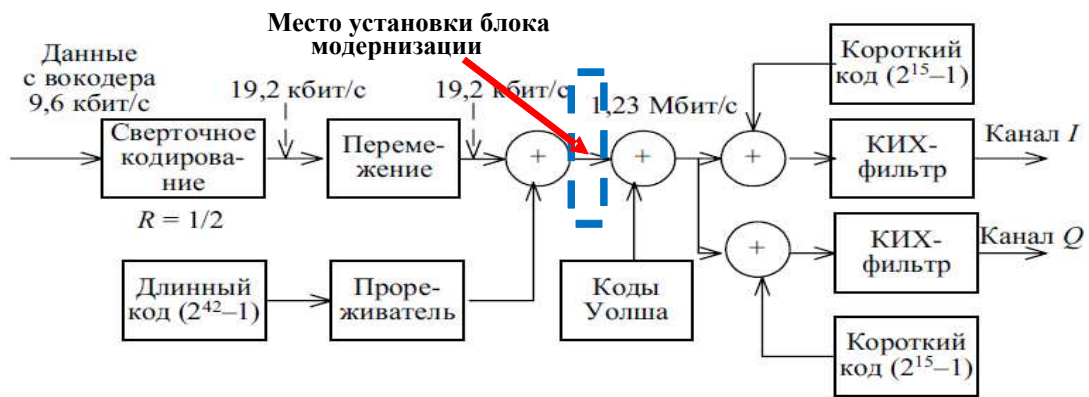 Место установки блока
модернизации
Данные
с вокодера
9,6 кбит/с
19,2 кбит/с
19,2 кбит/с
1,23 Мбит/с
Короткий
код (2¹⁵–1)
Сверточное
кодирова-
ние
R = 1/2
Переме-
жение
+
+
+
КИХ-
фильтр
Канал I
+
КИХ-
фильтр
Канал Q
Длинный
код (2⁴²–1)
Проре-
живатель
Коды
Уолша
Короткий
код (2¹⁵–1)